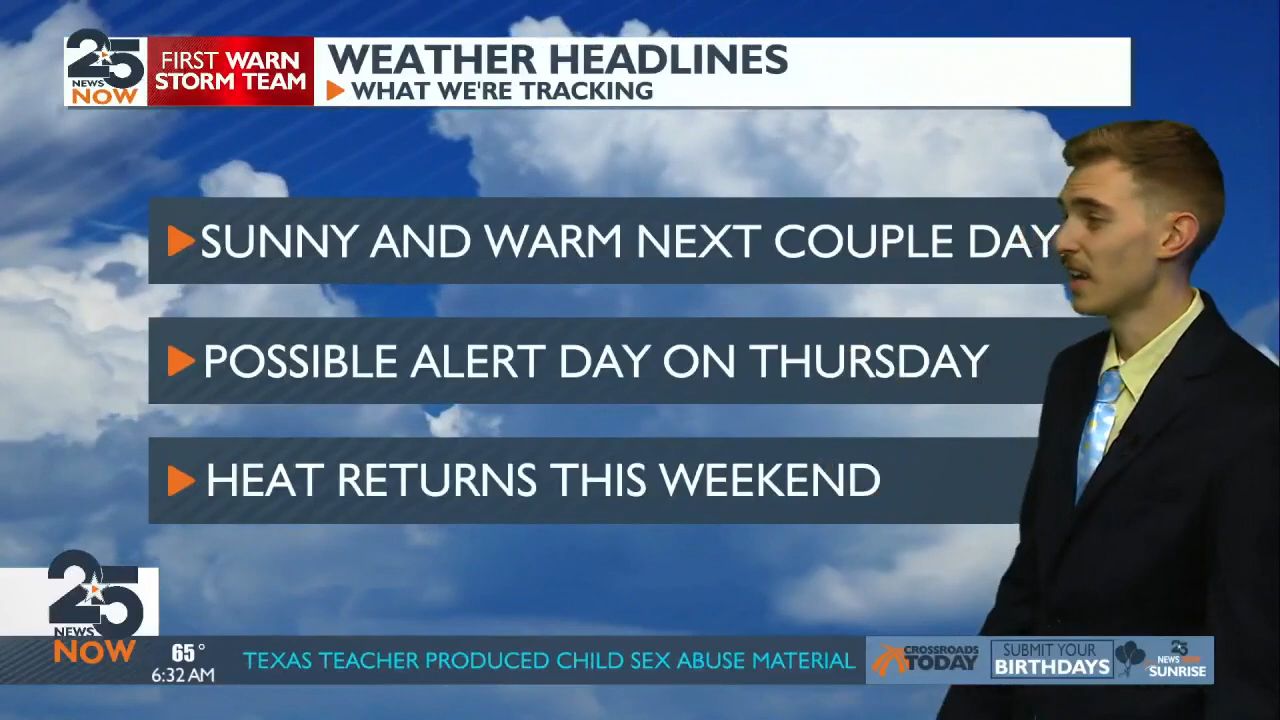 25
NEWS
NOW
FIRST WARN
STORM TEAM
WEATHER HEADLINES
WHAT WE'RE TRACKING
SUNNY AND WARM NEXT COUPLE DAY
POSSIBLE ALERT DAY ON THURSDAY
HEAT RETURNS THIS WEEKEND
25
NEWS
NOW
65°
6:32 AM
TEXAS TEACHER PRODUCED CHILD SEX ABUSE MATERIAL
CROSSROADS
TODAY
SUBMIT YOUR
BIRTHDAYS
25
NEWS NOW
SUNRISE